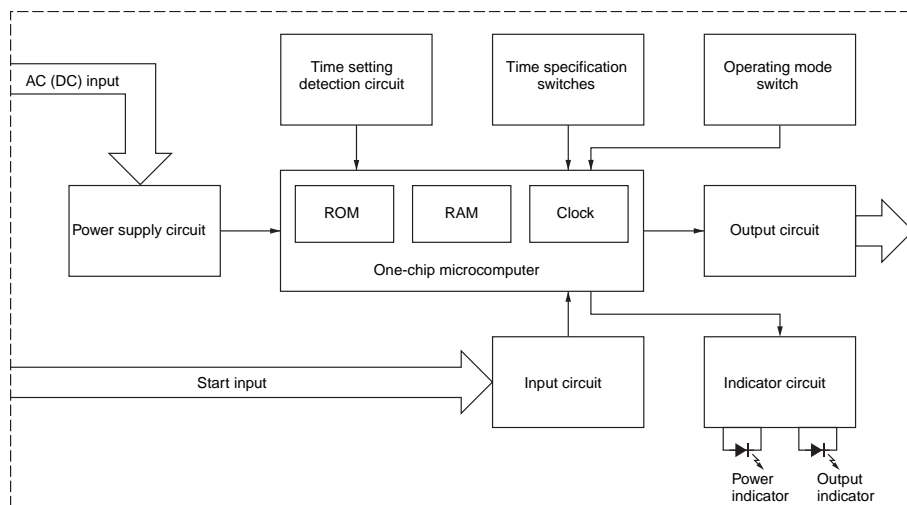 Time setting
detection circuit
Time specification
switches
Operating mode
switch
AC (DC) input
Power supply circuit
ROM
RAM
Clock
One-chip microcomputer
Output circuit
Start input
Input circuit
Indicator circuit
Power
indicator
Output
indicator